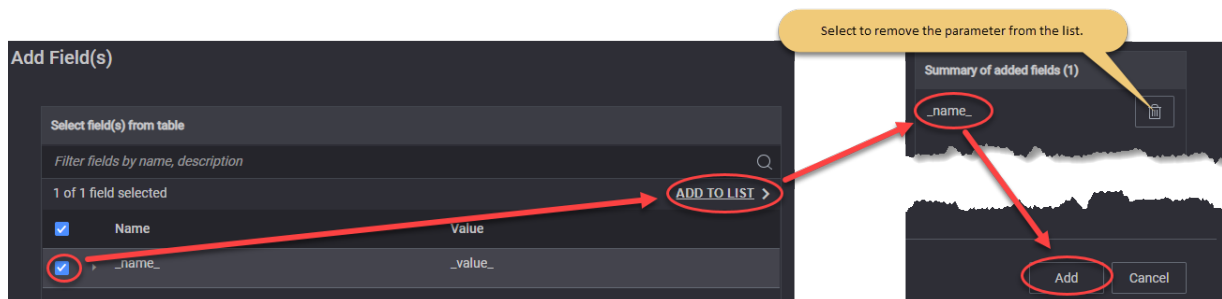 Select to remove the parameter from the list.
Add Field(s)
Summary of added fields (1)
_name_
Select field(s) from table
Filter fields by name, description
1 of 1 field selected
ADD TO LIST
Name Value
_name_ _value_
Add Cancel